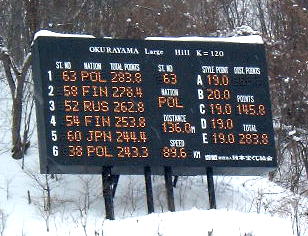 OKURAYAMA Large Hill K=120
ST. NO NATION TOTAL POINTS ST. NO STYLE POINT DIST. POINTS
1 63 POL 283.8 63 A 19.0
2 58 FIN 278.4 NATION B 20.0
3 52 RUS 262.8 POL C 19.0 POINTS 145.8
4 54 FIN 253.8 DISTANCE 136.0 m D 19.0 TOTAL
5 60 JPN 244.4 SPEED E 19.0 283.8
6 38 POL 243.3 89.6 K/